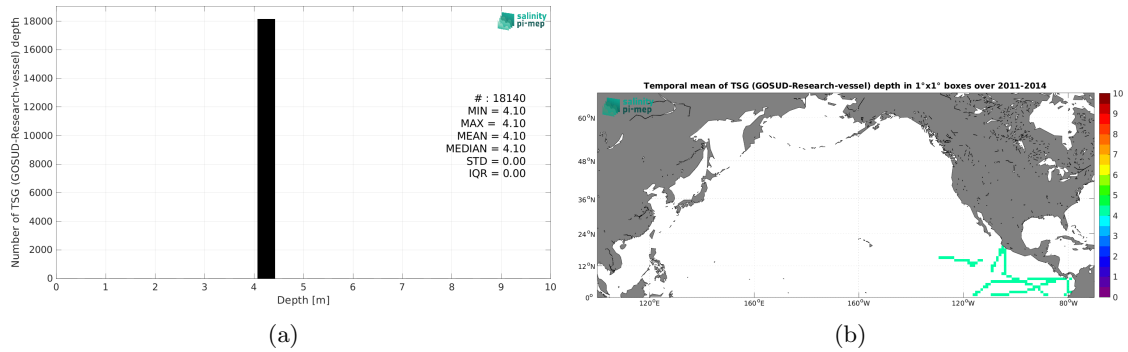 Number of TSG (GOSUD-Research-vessel) depth
18000
16000
14000
12000
10000
8000
6000
4000
2000
0
salinity
pi-mep
# : 18140
MIN = 4.10
MAX = 4.10
MEAN = 4.10
MEDIAN = 4.10
STD = 0.00
IQR = 0.00
0 1 2 3 4 5 6 7 8 9 10
Depth [m]
(a)
Temporal mean of TSG (GOSUD-Research-vessel) depth in 1°x1° boxes over 2011-2014
salinity
pi-mep
60°N
48°N
36°N
24°N
12°N
0°
120°E 160°E 160°W 120°W 80°W
10
9
8
7
6
5
4
3
2
1
0
(b)